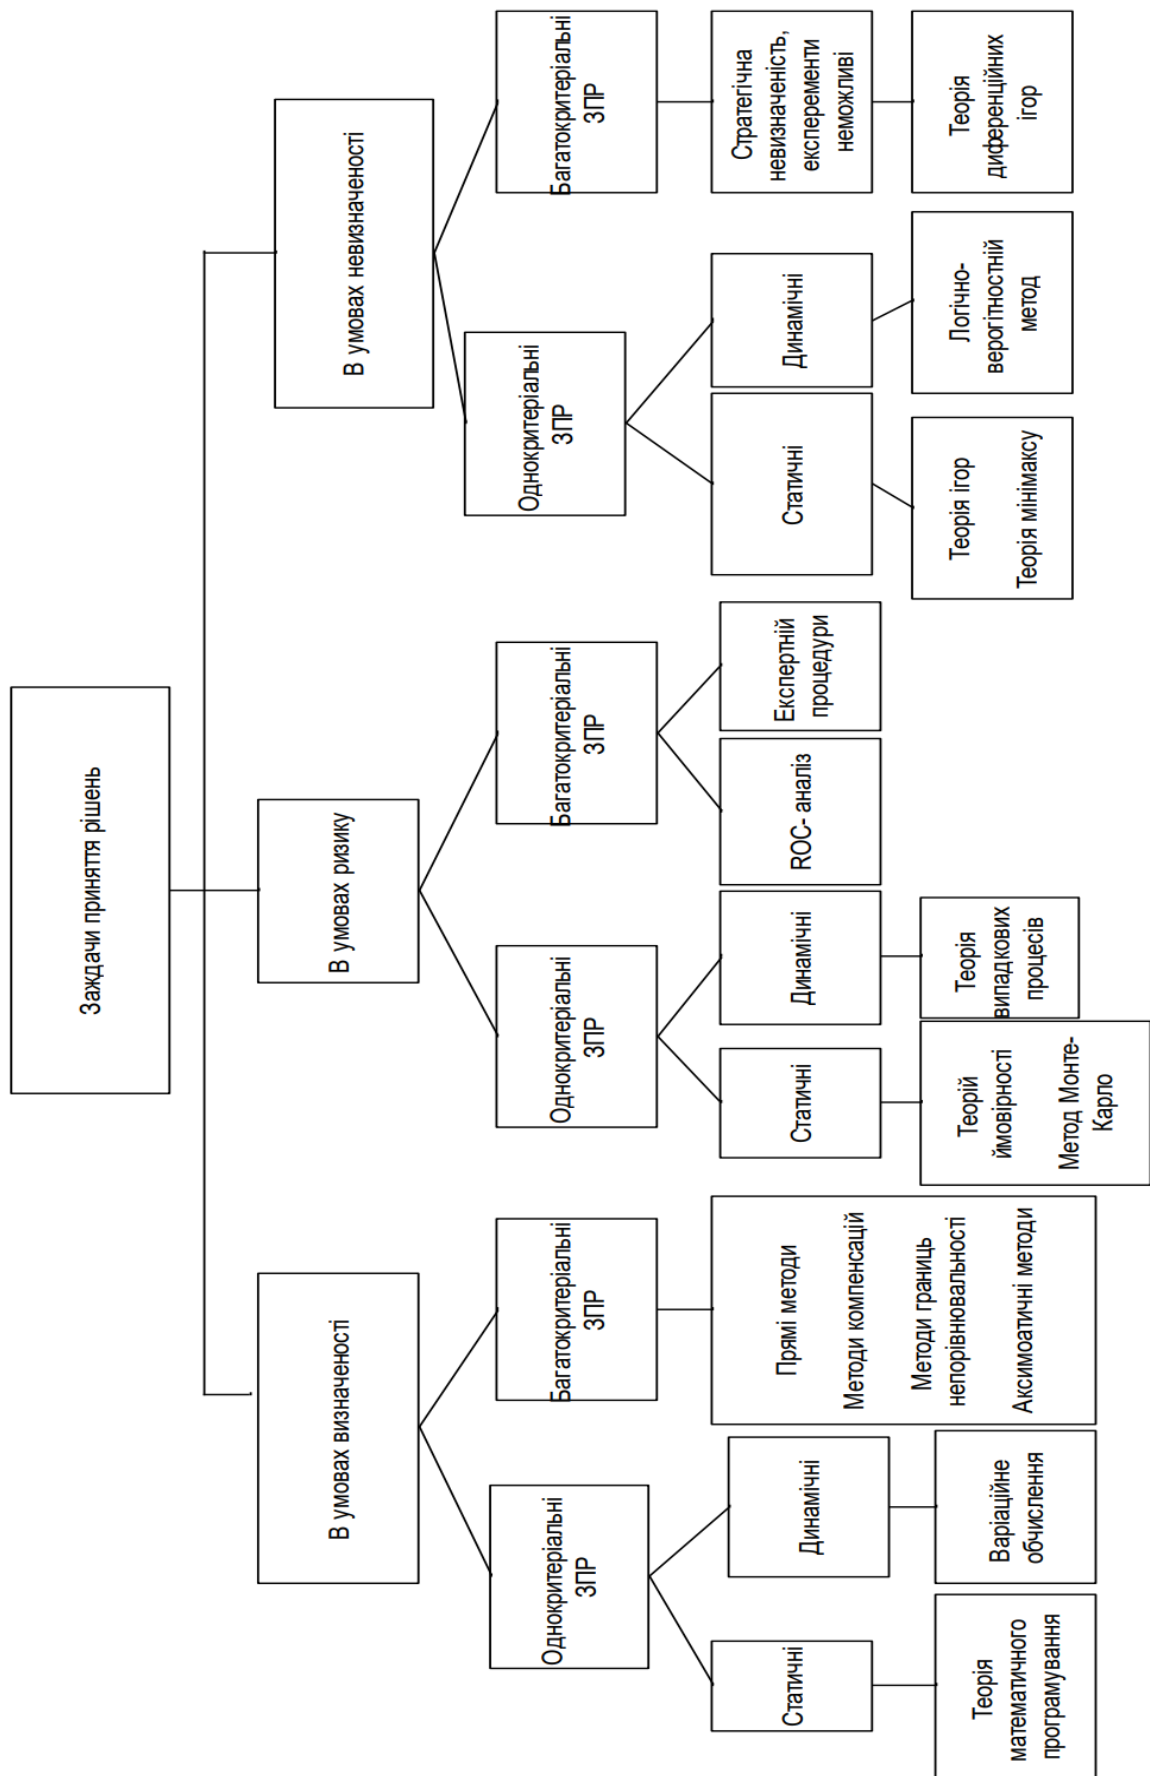 Заждачи приняття рішень
В умовах визначеності
В умовах ризику
В умовах невизначеності
Однокритеріальні
ЗПР
Багатокритеріальні
ЗПР
Однокритеріальні
ЗПР
Багатокритеріальні
ЗПР
Однокритеріальні
ЗПР
Багатокритеріальні
ЗПР
Статичні
Динамічні
Прямі методи
Методи компенсацій
Методи границь
непорівнювальності
Аксимоатичні методи
Статичні
Динамічні
ROC- аналіз
Експертній
процедури
Статичні
Динамічні
Стратегічна
невизначеність,
експеременти
неможливі
Теорія
математичного
програмування
Варіаційне
обчислення
Теорій
ймовірності
Метод Монте-
Карло
Теорія
випадкових
процесів
Теорія ігор
Теорія мінімаксу
Логічно-
верогітностній
метод
Теорія
диференційних
ігор